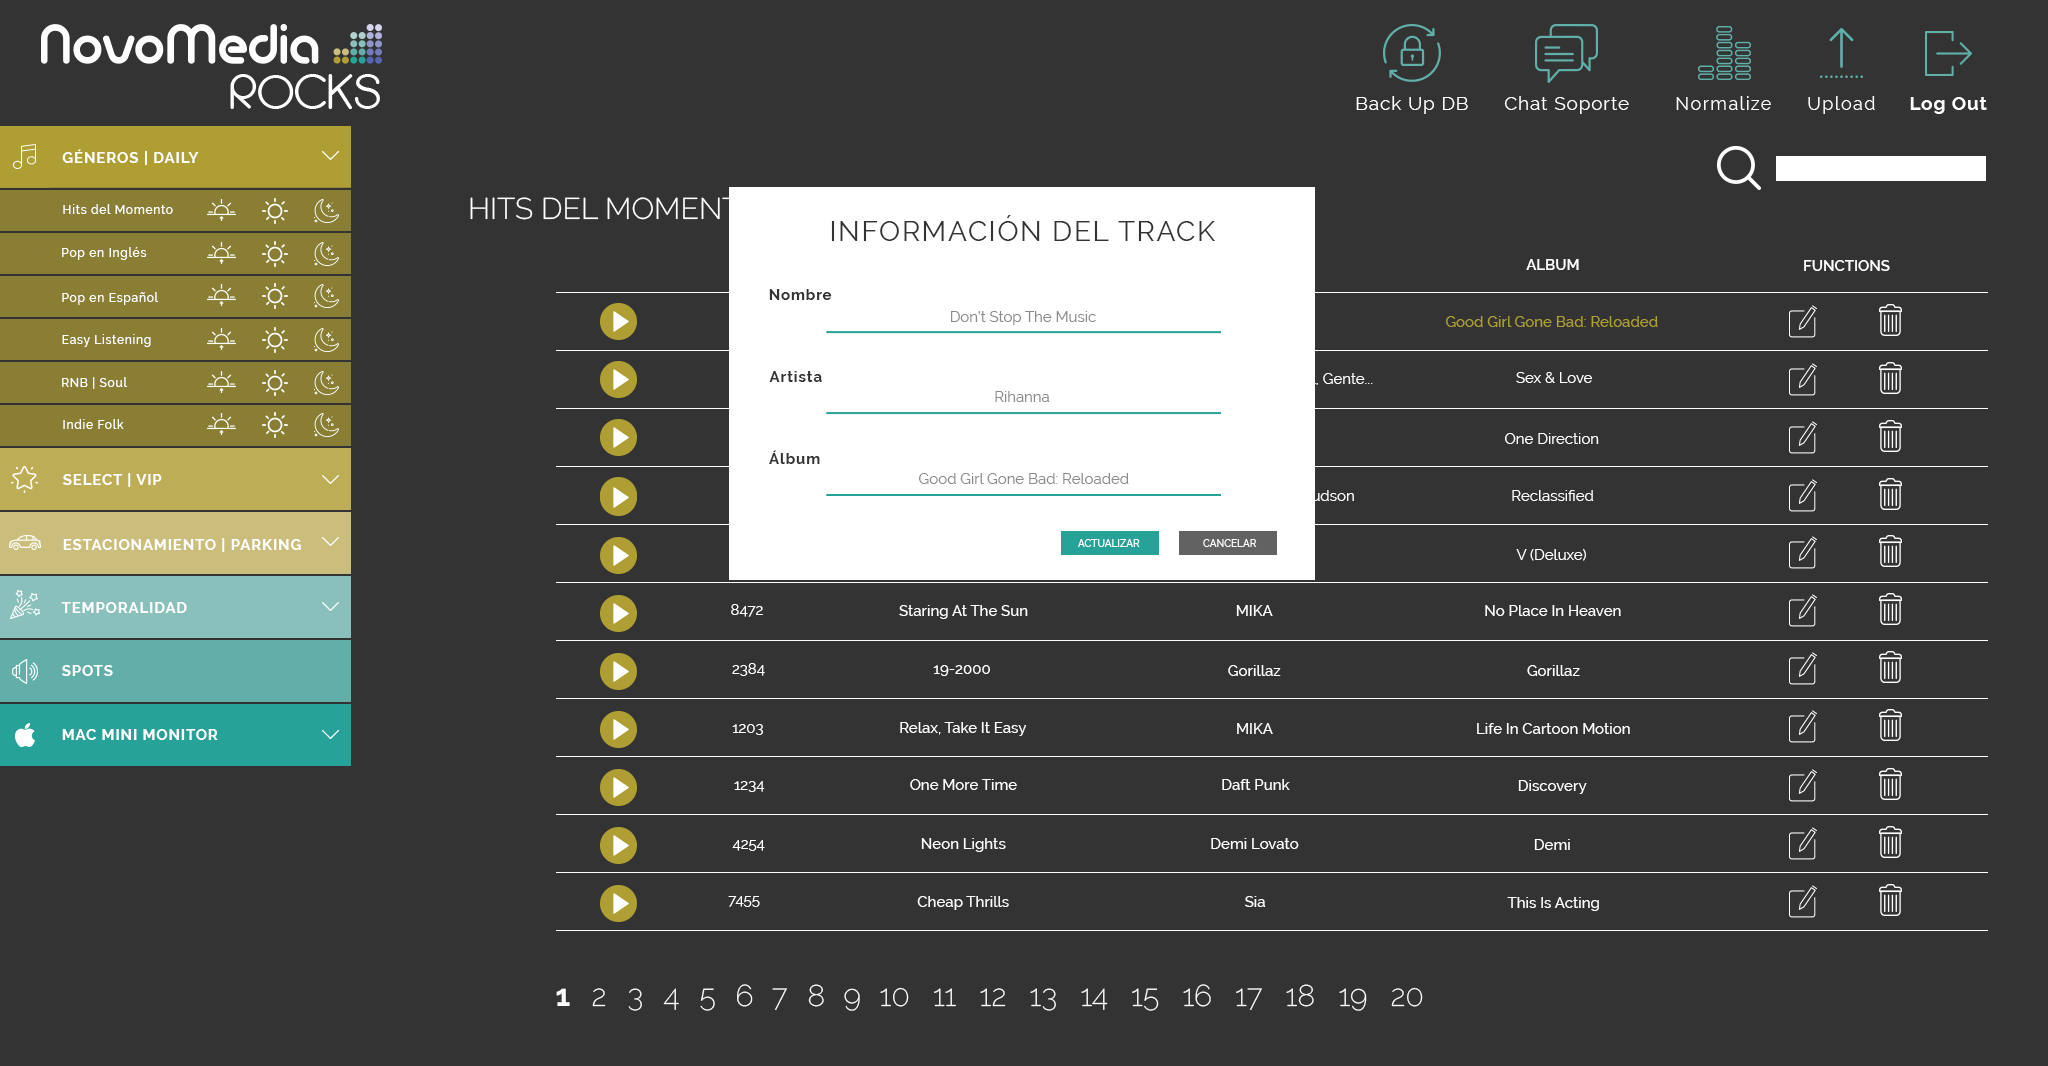 NovoMedia
ROCKS
Back Up DB
Chat Soporte
Normalize
Upload
Log Out
GÉNEROS | DAILY
Hits del Momento
Pop en Inglés
Pop en Español
Easy Listening
RNB | Soul
Indie Folk
SELECT | VIP
ESTACIONAMIENTO | PARKING
TEMPORALIDAD
SPOTS
MAC MINI MONITOR
HITS DEL MOMENT
INFORMACIÓN DEL TRACK
Nombre
Don't Stop The Music
Artista
Rihanna
Álbum
Good Girl Gone Bad: Reloaded
ACTUALIZAR
CANCELAR
ALBUM
FUNCTIONS
Good Girl Gone Bad: Reloaded
, Gente...
Sex & Love
One Direction
udson
Reclassified
V (Deluxe)
8472
Staring At The Sun
MIKA
No Place In Heaven
2384
19-2000
Gorillaz
Gorillaz
1203
Relax, Take It Easy
MIKA
Life In Cartoon Motion
1234
One More Time
Daft Punk
Discovery
4254
Neon Lights
Demi Lovato
Demi
7455
Cheap Thrills
Sia
This Is Acting
1 2 3 4 5 6 7 8 9 10 11 12 13 14 15 16 17 18 19 20